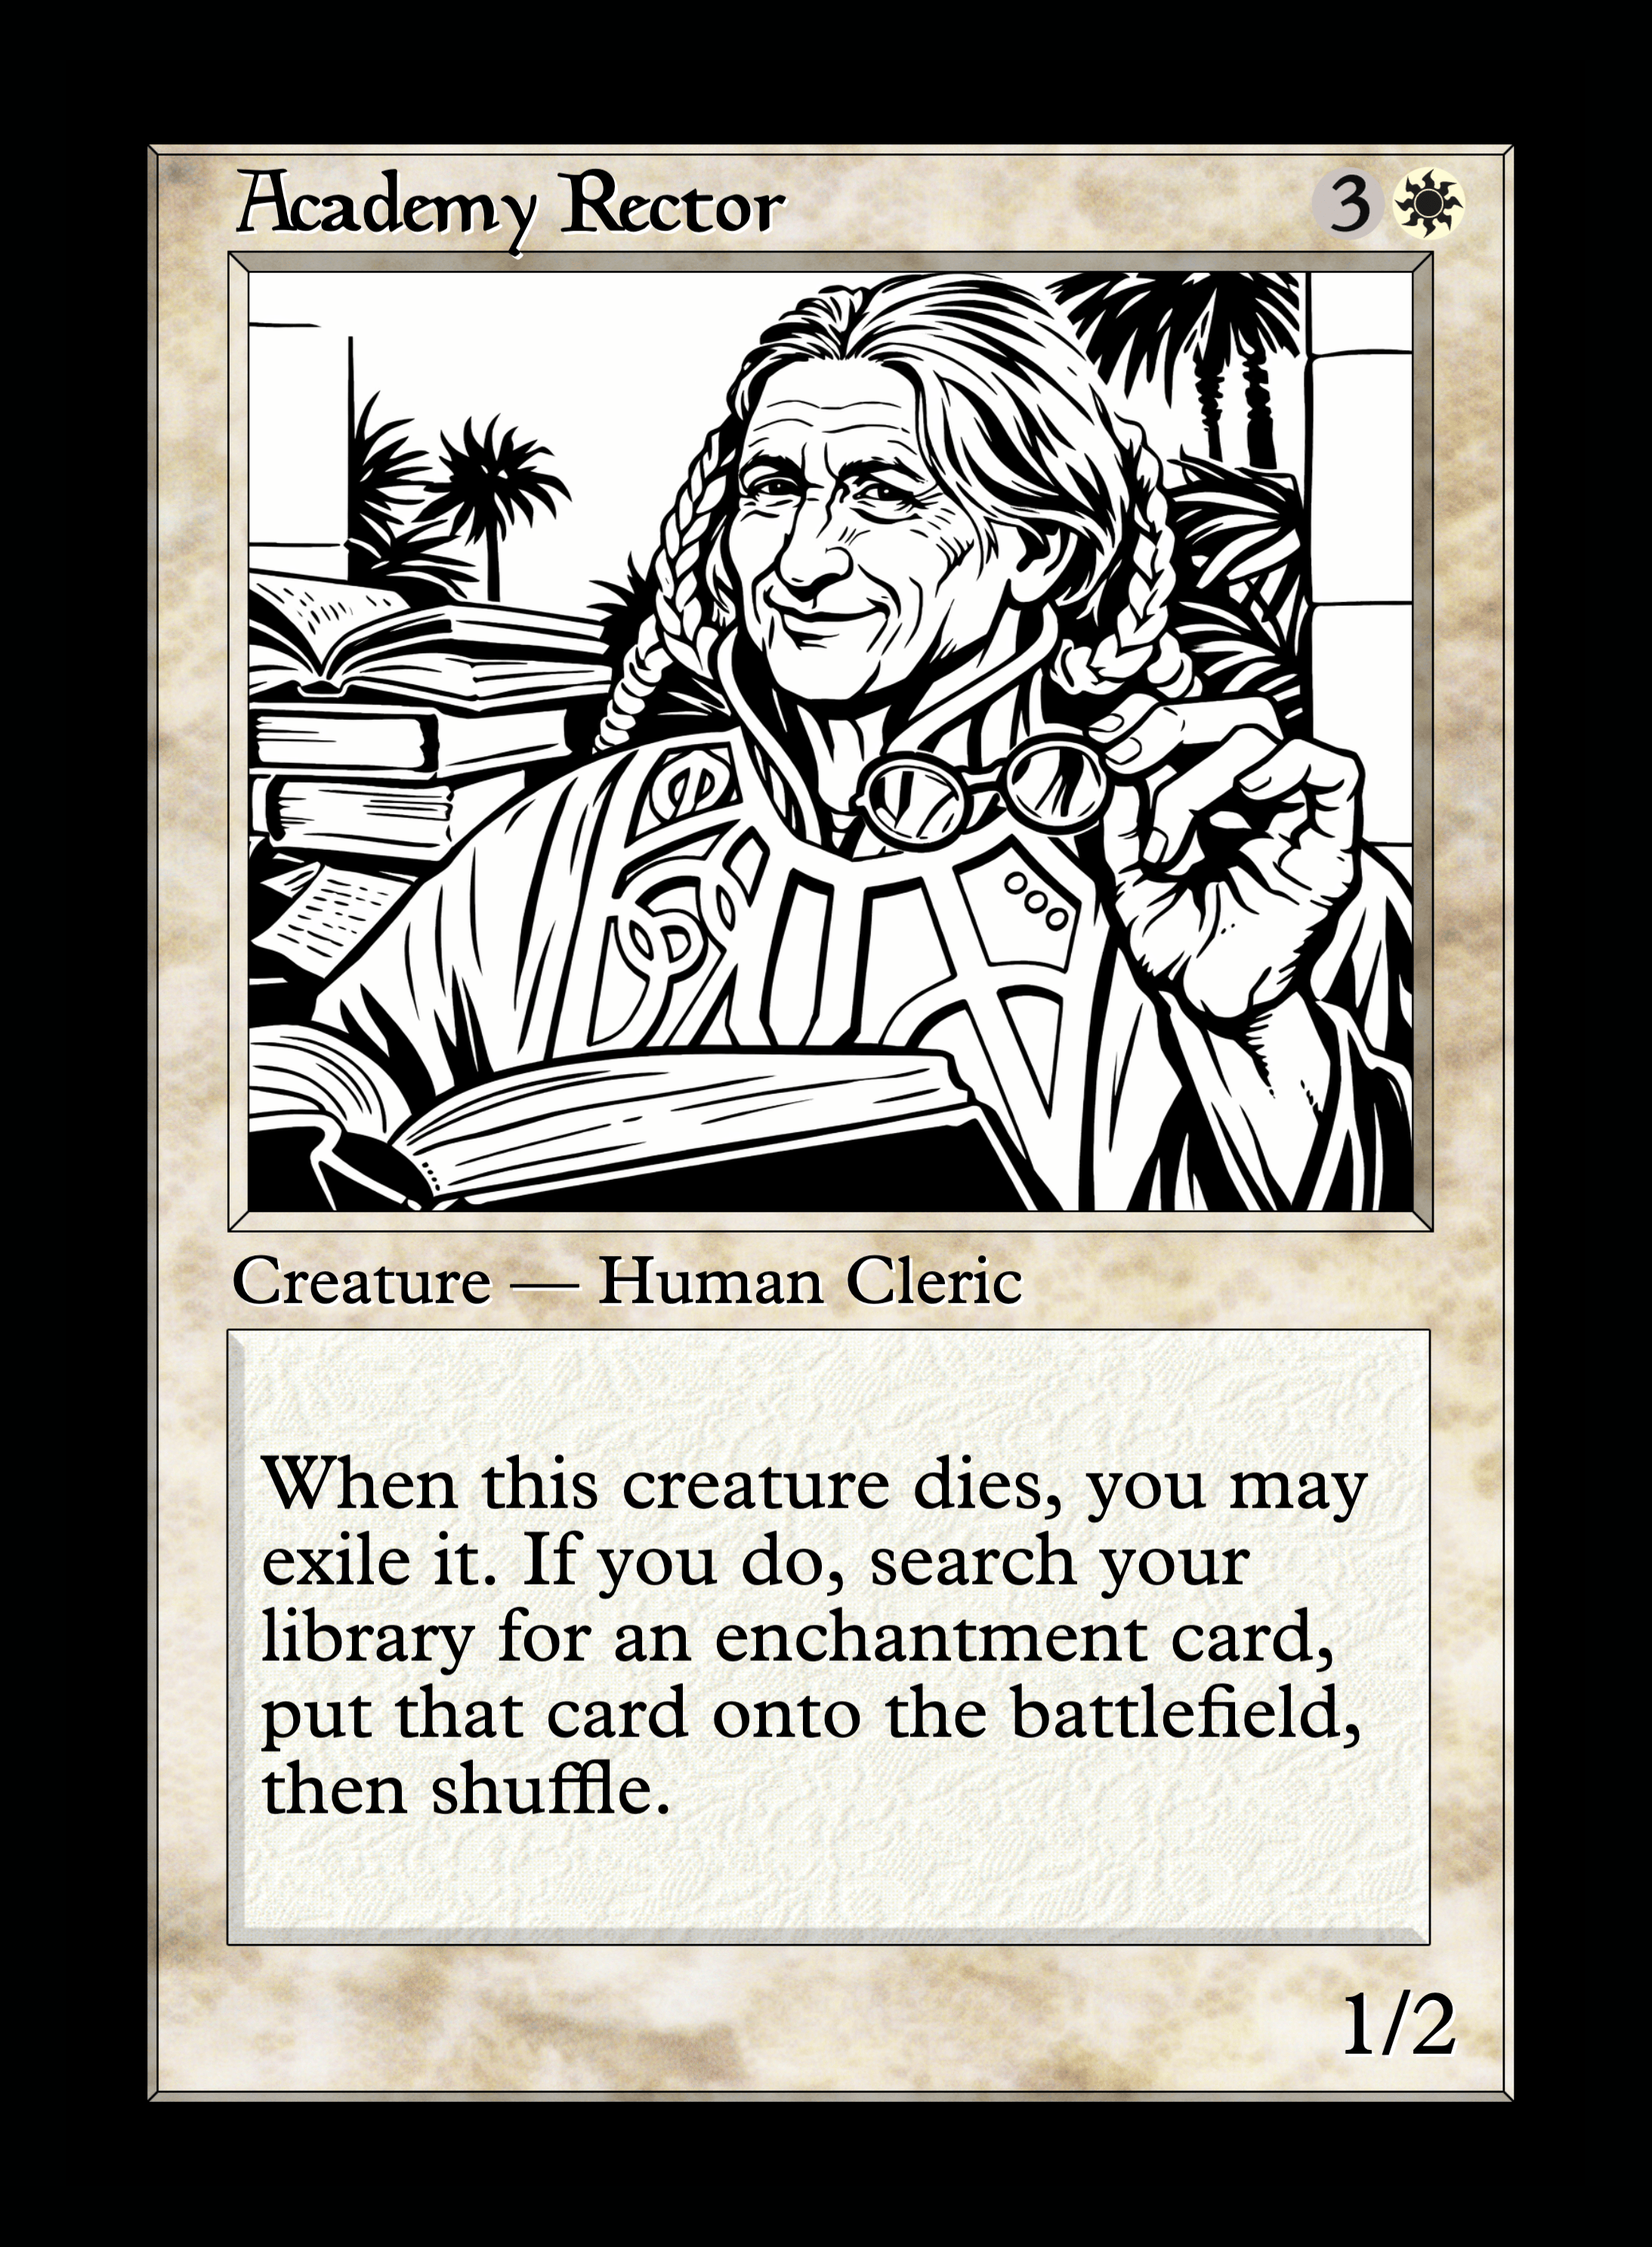 Academy Rector 3
Creature — Human Cleric
When this creature dies, you may
exile it. If you do, search your
library for an enchantment card,
put that card onto the battlefield,
then shuffle.
1/2